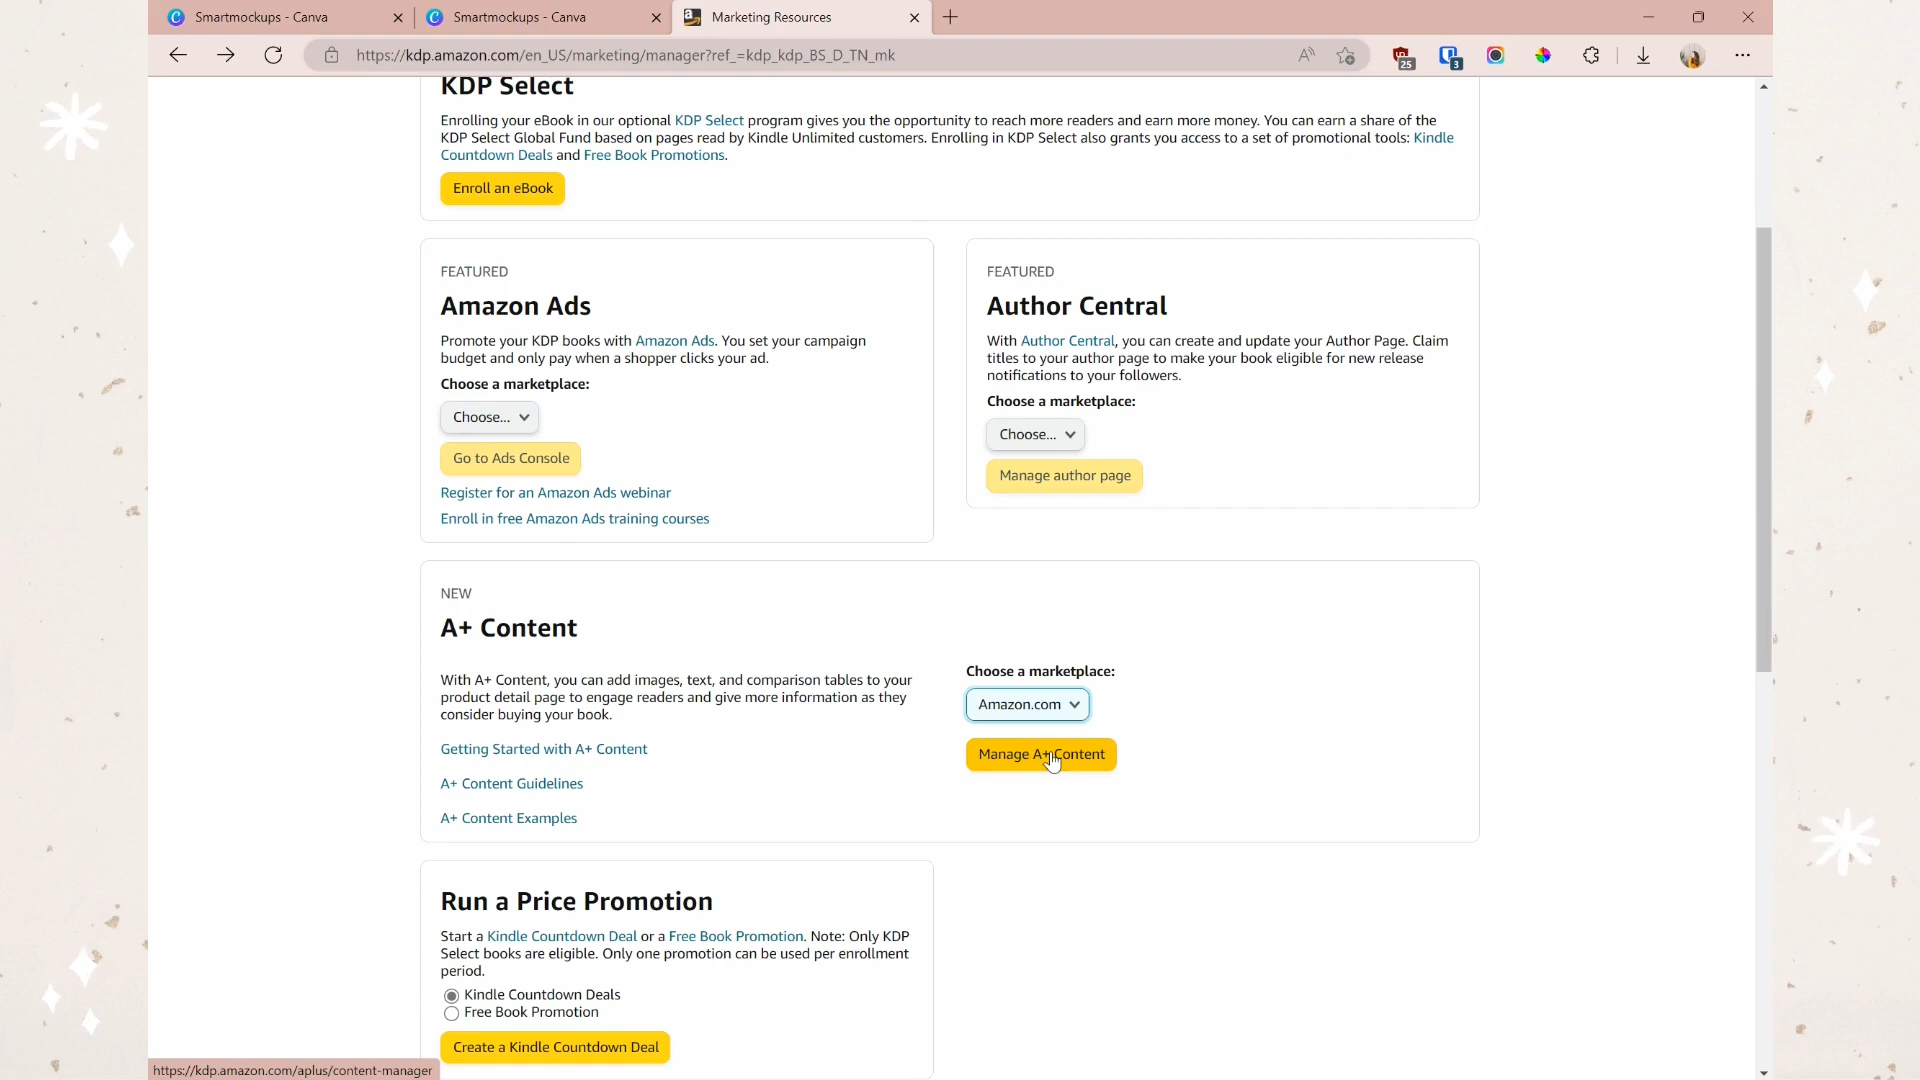 Smartmockups - Canva
Smartmockups - Canva
Marketing Resources
https://kdp.amazon.com/en_US/marketing/manager?ref_=kdp_kdp_BS_D_TN_mk
25
3
KDP Select
Enrolling your eBook in our optional KDP Select program gives you the opportunity to reach more readers and earn more money. You can earn a share of the
KDP Select Global Fund based on pages read by Kindle Unlimited customers. Enrolling in KDP Select also grants you access to a set of promotional tools: Kindle
Countdown Deals and Free Book Promotions.
Enroll an eBook
FEATURED
Amazon Ads
Promote your KDP books with Amazon Ads. You set your campaign
budget and only pay when a shopper clicks your ad.
Choose a marketplace:
Choose...
Go to Ads Console
Register for an Amazon Ads webinar
Enroll in free Amazon Ads training courses
FEATURED
Author Central
With Author Central, you can create and update your Author Page. Claim
titles to your author page to make your book eligible for new release
notifications to your followers.
Choose a marketplace:
Choose...
Manage author page
NEW
A+ Content
With A+ Content, you can add images, text, and comparison tables to your
product detail page to engage readers and give more information as they
consider buying your book.
Getting Started with A+ Content
A+ Content Guidelines
A+ Content Examples
Choose a marketplace:
Amazon.com
Manage A+ Content
Run a Price Promotion
Start a Kindle Countdown Deal or a Free Book Promotion. Note: Only KDP
Select books are eligible. Only one promotion can be used per enrollment
period.
Kindle Countdown Deals
Free Book Promotion
Create a Kindle Countdown Deal
https://kdp.amazon.com/aplus/content-manager